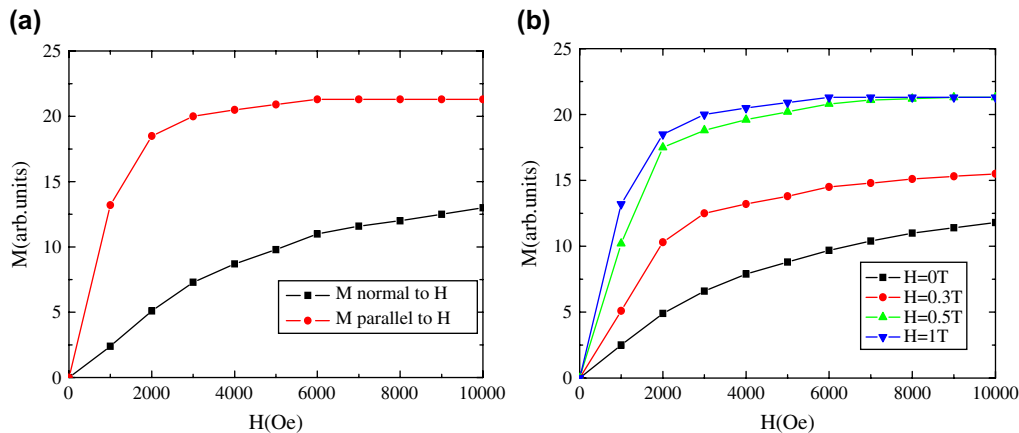 (a)
25
20
15
10
5
0
M(arb.units)
0 2000 4000 6000 8000 10000
H(Oe)
M normal to H
M parallel to H
(b)
25
20
15
10
5
0
M(arb.units)
0 2000 4000 6000 8000 10000
H(Oe)
H=0T
H=0.3T
H=0.5T
H=1T